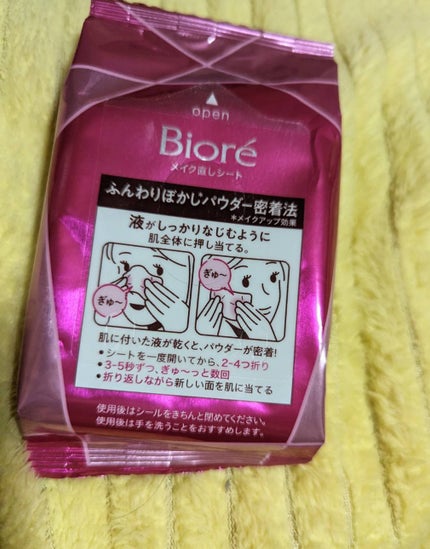 open
Bioré
メイク直しシート
ふんわりぼかしパウダー密着法
*メイクアップ効果
液がしっかりなじむように
肌全体に押し当てる。
ぎゅ〜
ぎゅ〜
肌に付いた液が乾くと、パウダーが密着!
•シートを一度開いてから、2-4つ折り
•3-5秒ずつ、ぎゅ〜っと数回
•折り返しながら新しい面を肌に当てる
使用後はシールをきちんと閉めてください。
使用後は手を洗うことをおすすめします。